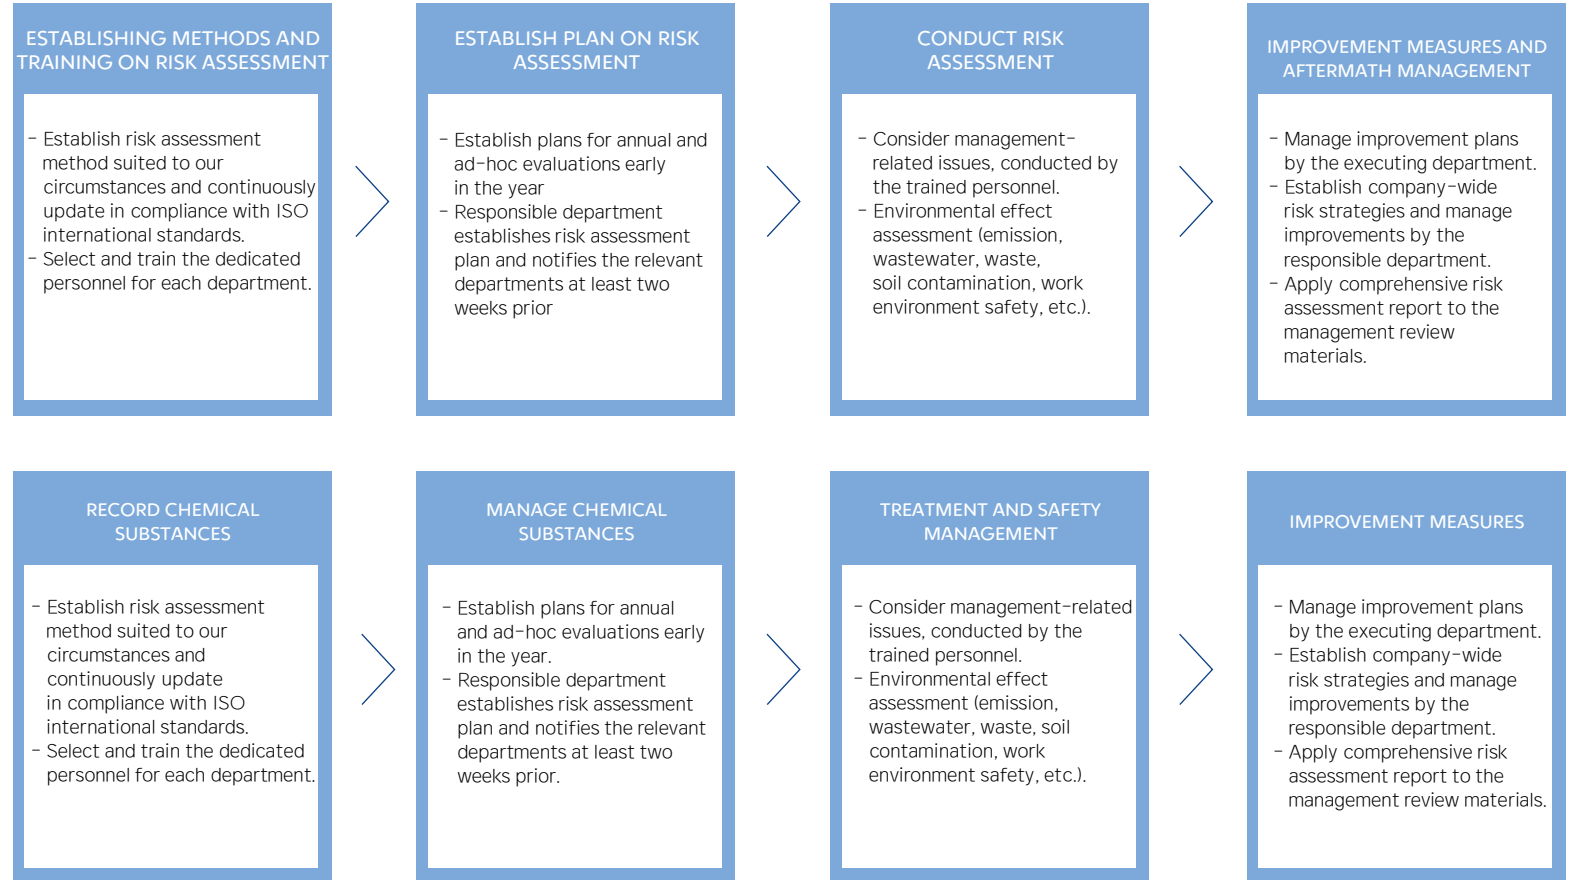 ESTABLISHING METHODS AND
TRAINING ON RISK ASSESSMENT
- Establish risk assessment
method suited to our
circumstances and continuously
update in compliance with ISO
international standards.
- Select and train the dedicated
personnel for each department.
ESTABLISH PLAN ON RISK
ASSESSMENT
- Establish plans for annual and
ad-hoc evaluations early
in the year
- Responsible department
establishes risk assessment
plan and notifies the relevant
departments at least two
weeks prior
CONDUCT RISK
ASSESSMENT
- Consider management-
related issues, conducted by
the trained personnel.
- Environmental effect
assessment (emission,
wastewater, waste,
soil contamination, work
environment safety, etc.).
IMPROVEMENT MEASURES AND
AFTERMATH MANAGEMENT
- Manage improvement plans
by the executing department.
- Establish company-wide
risk strategies and manage
improvements by the
responsible department.
- Apply comprehensive risk
assessment report to the
management review
materials.
RECORD CHEMICAL
SUBSTANCES
- Establish risk assessment
method suited to our
circumstances and
continuously update
in compliance with ISO
international standards.
- Select and train the dedicated
personnel for each department.
MANAGE CHEMICAL
SUBSTANCES
- Establish plans for annual
and ad-hoc evaluations early
in the year.
- Responsible department
establishes risk assessment
plan and notifies the relevant
departments at least two
weeks prior.
TREATMENT AND SAFETY
MANAGEMENT
- Consider management-related
issues, conducted by the
trained personnel.
- Environmental effect
assessment (emission,
wastewater, waste, soil
contamination, work
environment safety, etc.).
IMPROVEMENT MEASURES
- Manage improvement plans
by the executing department.
- Establish company-wide
risk strategies and manage
improvements by the
responsible department.
- Apply comprehensive risk
assessment report to the
management review materials.